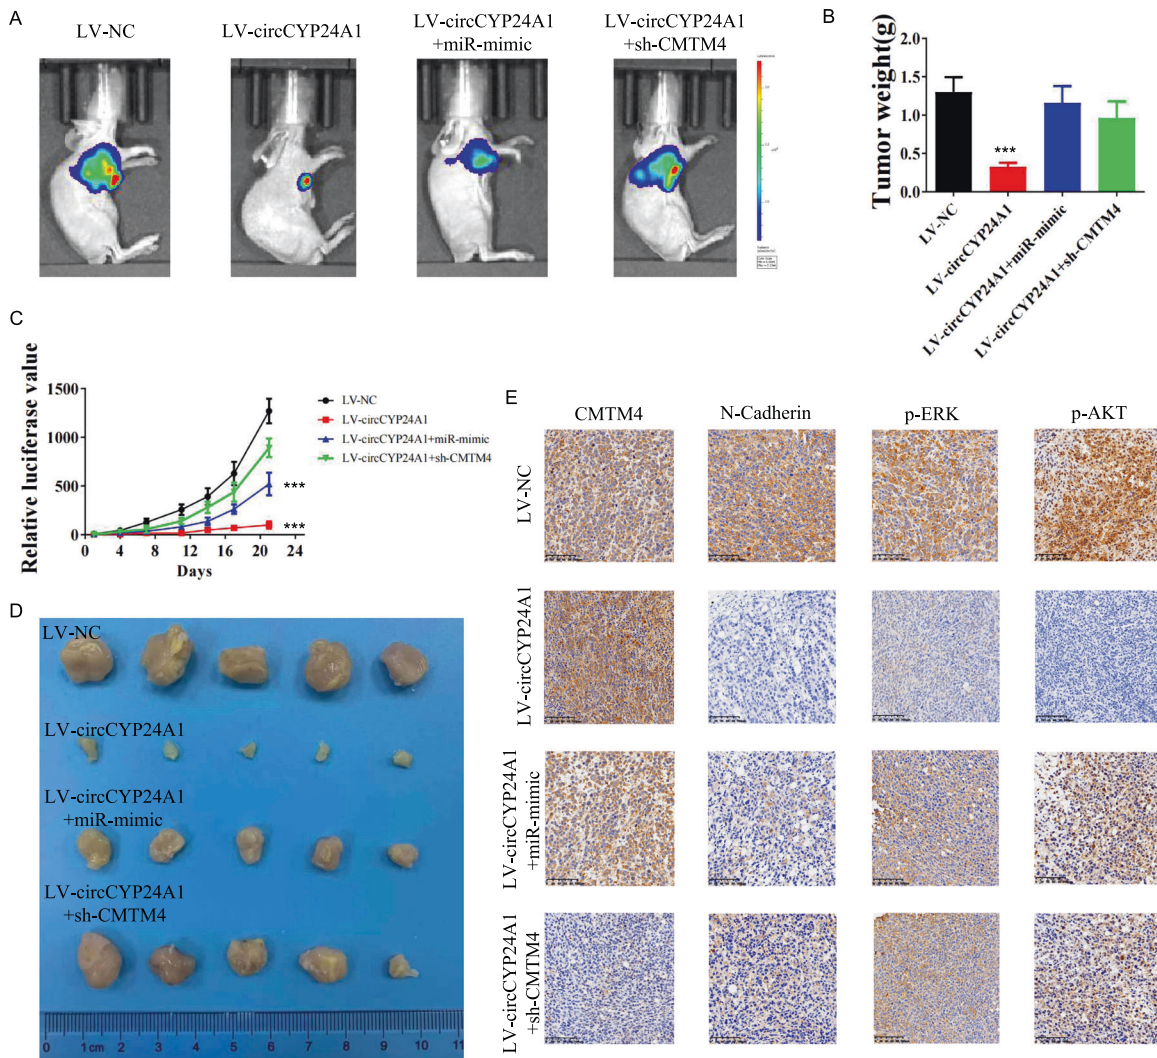 A
LV-NC
LV-circCYP24A1
LV-circCYP24A1
+miR-mimic
LV-circCYP24A1
+sh-CMTM4
B
Tumor weight(g)
2.0
1.5
1.0
0.5
0.0
***
LV-NC
LV-circCYP24A1
LV-circCYP24A1+miR-mimic
LV-circCYP24A1+sh-CMTM4
C
Relative luciferase value
1500
1000
500
0
0 4 8 12 16 20 24
Days
LV-NC
LV-circCYP24A1
LV-circCYP24A1+miR-mimic
LV-circCYP24A1+sh-CMTM4
***
***
D
LV-NC
LV-circCYP24A1
LV-circCYP24A1
+miR-mimic
LV-circCYP24A1
+sh-CMTM4
0 1cm 2 3 4 5 6 7 8 9 10 11
E
CMTM4
N-Cadherin
p-ERK
p-AKT
LV-NC
LV-circCYP24A1
LV-circCYP24A1
+miR-mimic
LV-circCYP24A1
+sh-CMTM4